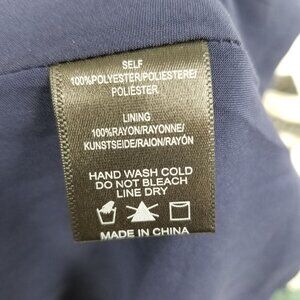 SELF
100%POLYESTER/POLIESTERE/
POLIÉSTER
LINING
100%RAYON/RAYONNE/
KUNSTSEIDE/RAION/RAYÓN
HAND WASH COLD
DO NOT BLEACH
LINE DRY
MADE IN CHINA